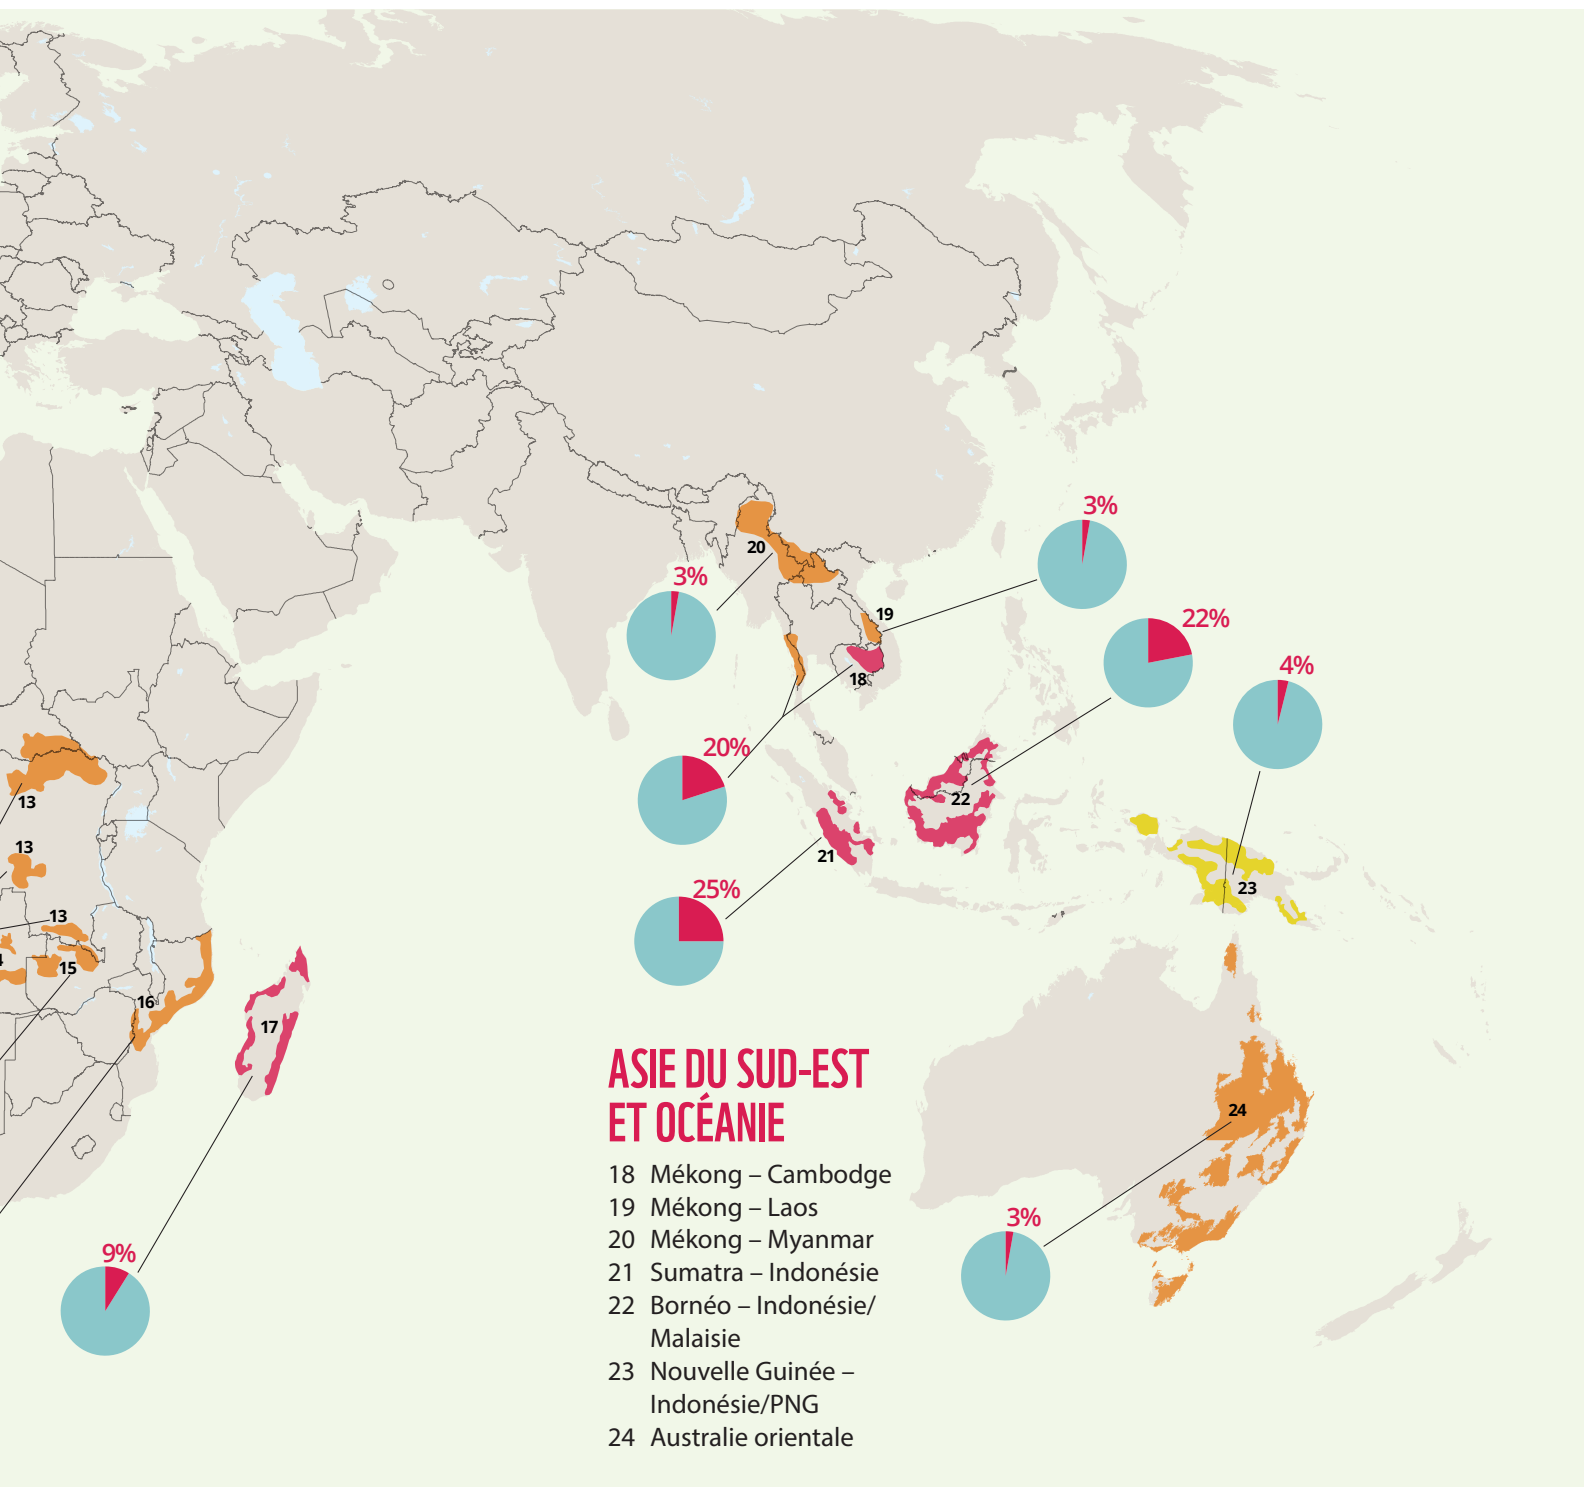 3%
20
3%
19
22%
18
4%
20%
13
22
13
21
23
25%
13
15
16
17
ASIE DU SUD-EST
ET OCÉANIE
24
18 Mékong – Cambodge
19 Mékong – Laos
3%
20 Mékong – Myanmar
9%
21 Sumatra – Indonésie
22 Bornéo – Indonésie/
Malaisie
23 Nouvelle Guinée –
Indonésie/PNG
24 Australie orientale